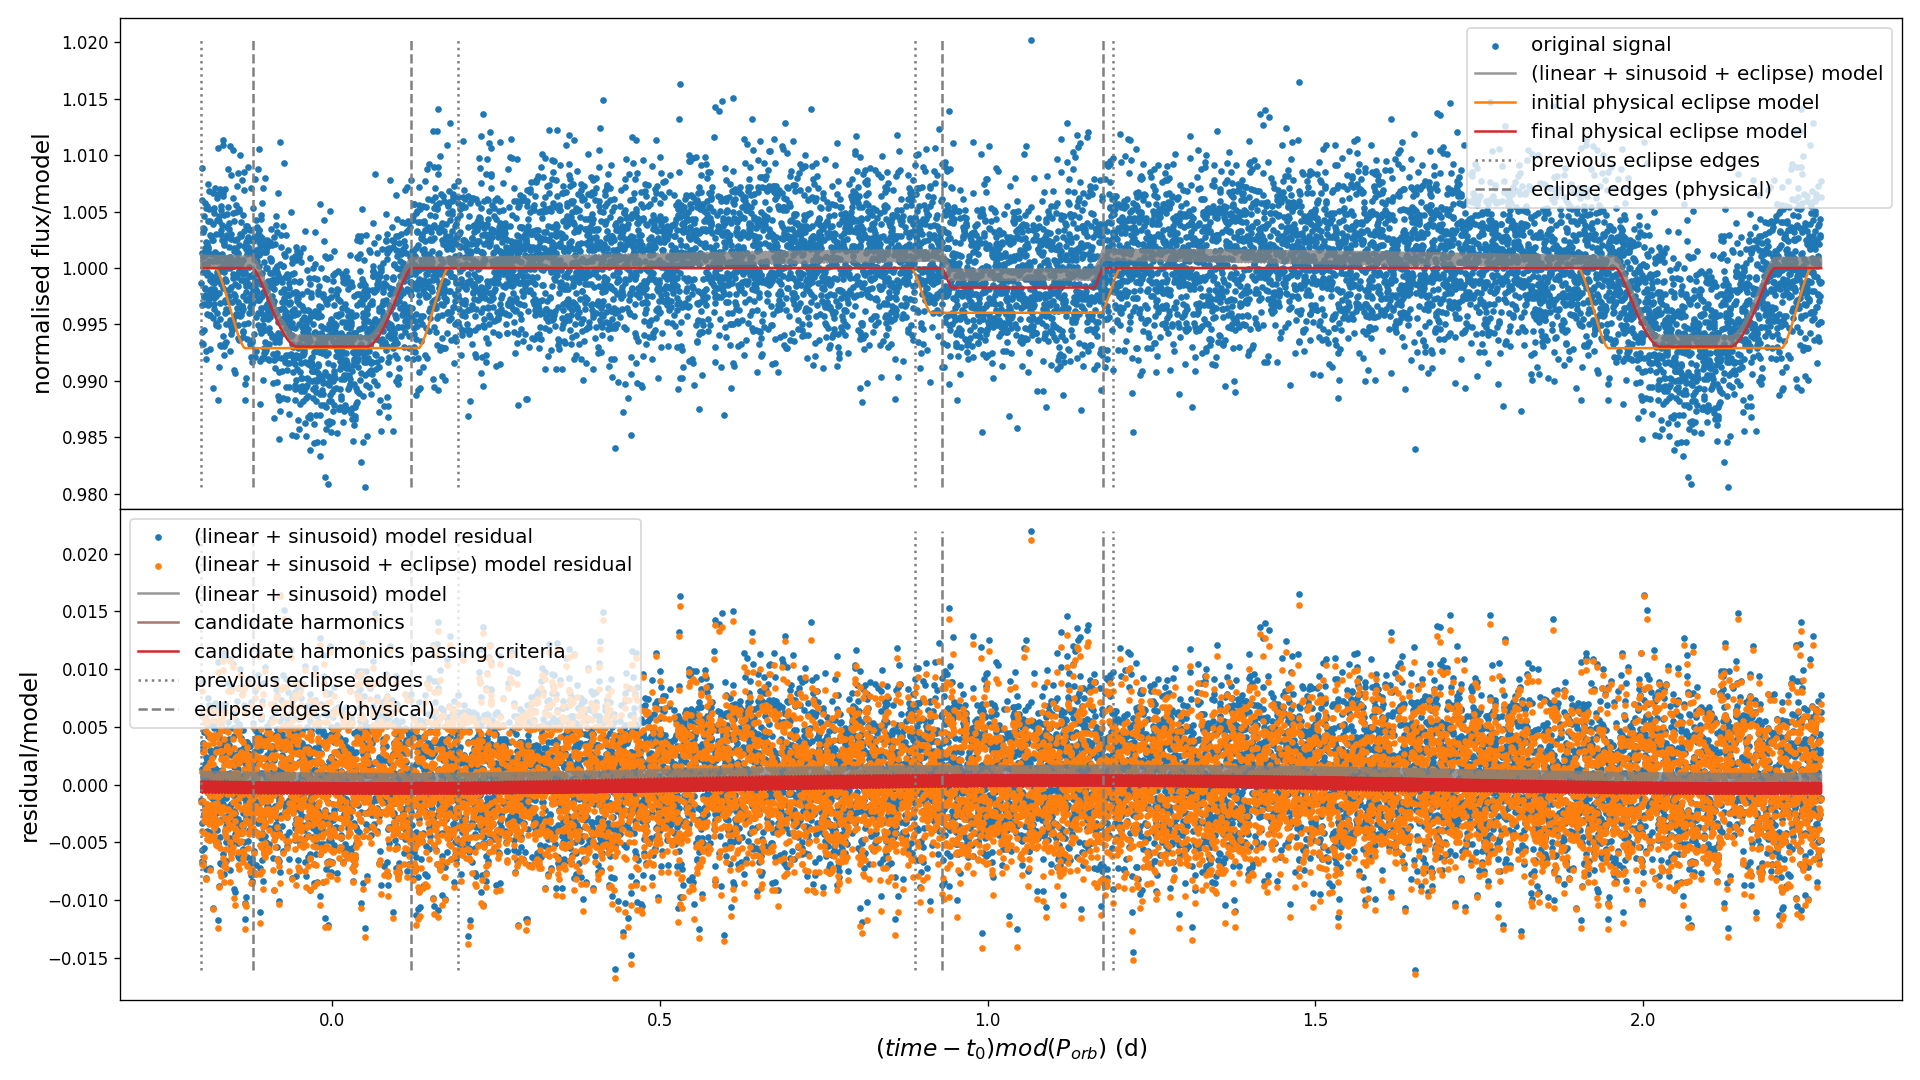 normalised flux/model
1.020
1.015
1.010
1.005
1.000
0.995
0.990
0.985
0.980
original signal
(linear + sinusoid + eclipse) model
initial physical eclipse model
final physical eclipse model
previous eclipse edges
eclipse edges (physical)
residual/model
0.020
0.015
0.010
0.005
0.000
−0.005
−0.010
−0.015
(linear + sinusoid) model residual
(linear + sinusoid + eclipse) model residual
(linear + sinusoid) model
candidate harmonics
candidate harmonics passing criteria
previous eclipse edges
eclipse edges (physical)
0.0 0.5 1.0 1.5 2.0
(time − t₀)mod(P_orb) (d)